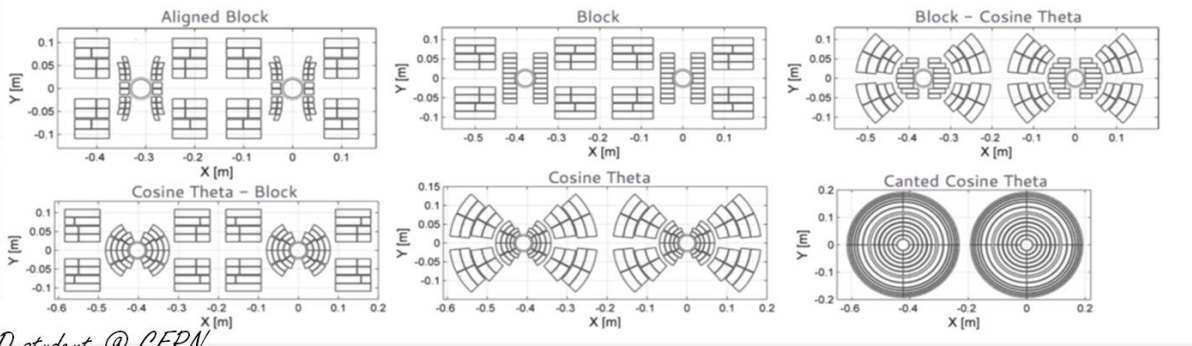 Aligned Block
Y [m]
0.1
0.05
0
-0.05
-0.1
-0.4 -0.3 -0.2 -0.1 0 0.1
X [m]
Block
Y [m]
0.1
0.05
0
-0.05
-0.1
-0.5 -0.4 -0.3 -0.2 -0.1 0 0.1
X [m]
Block - Cosine Theta
Y [m]
0.1
0.05
0
-0.05
-0.1
-0.5 -0.4 -0.3 -0.2 -0.1 0 0.1
X [m]
Cosine Theta - Block
Y [m]
0.1
0.05
0
-0.05
-0.1
-0.6 -0.5 -0.4 -0.3 -0.2 -0.1 0 0.1 0.2
X [m]
Cosine Theta
Y [m]
0.15
0.1
0.05
0
-0.05
-0.1
-0.6 -0.5 -0.4 -0.3 -0.2 -0.1 0 0.1 0.2
X [m]
Canted Cosine Theta
Y [m]
0.2
0.1
0
-0.1
-0.2
-0.6 -0.4 -0.2 0 0.2
X [m]
D student @ CERN